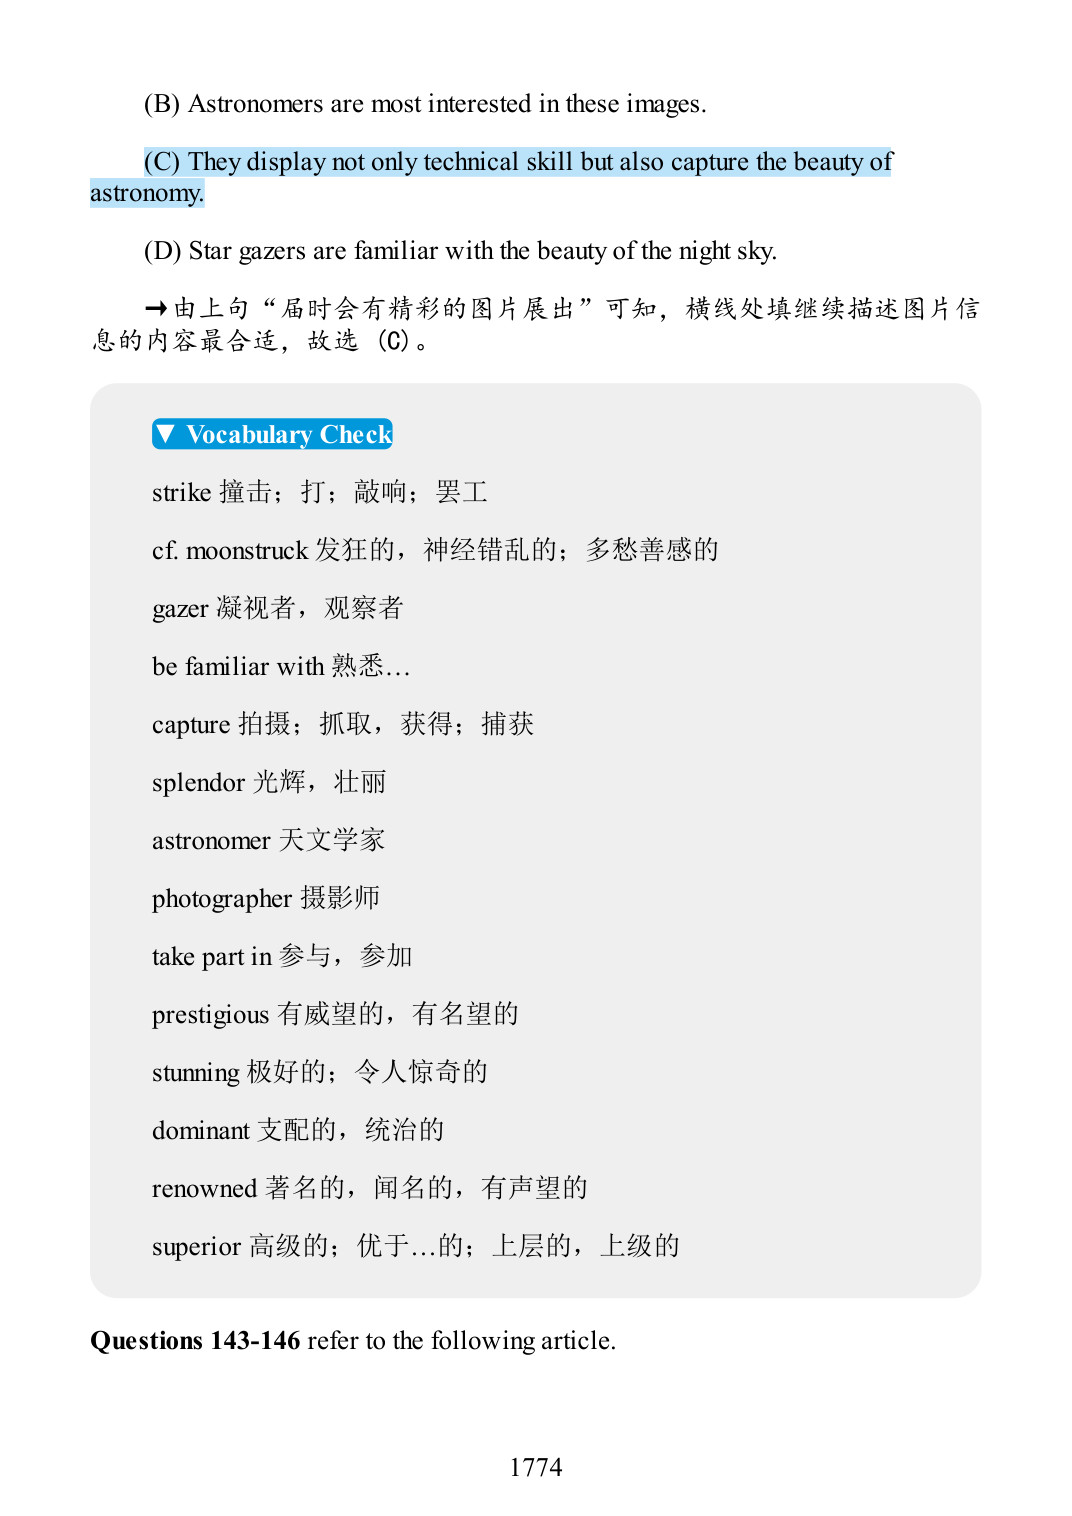 (B) Astronomers are most interested in these images.
(C) They display not only technical skill but also capture the beauty of
astronomy.
(D) Star gazers are familiar with the beauty of the night sky.
→由上句“届时会有精彩的图片展出”可知，横线处填继续描述图片信
息的内容最合适，故选 (C)。
▼ Vocabulary Check
strike 撞击；打；敲响；罢工
cf. moonstruck 发狂的，神经错乱的；多愁善感的
gazer 凝视者，观察者
be familiar with 熟悉…
capture 拍摄；抓取，获得；捕获
splendor 光辉，壮丽
astronomer 天文学家
photographer 摄影师
take part in 参与，参加
prestigious 有威望的，有名望的
stunning 极好的；令人惊奇的
dominant 支配的，统治的
renowned 著名的，闻名的，有声望的
superior 高级的；优于…的；上层的，上级的
Questions 143-146 refer to the following article.
1774